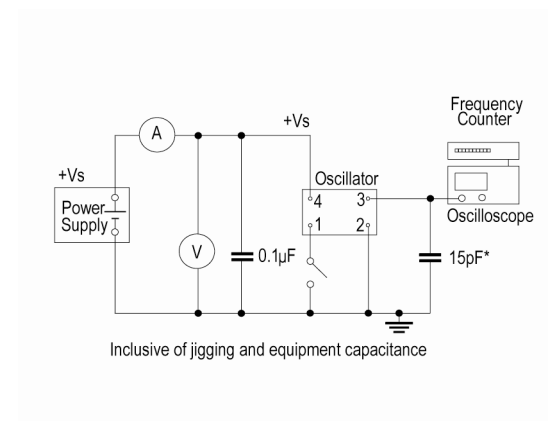 Frequency
Counter
+Vs
A
+Vs
Oscillator
Power
Supply
4
3
1
2
Oscilloscope
V
0.1µF
15pF*
Inclusive of jigging and equipment capacitance